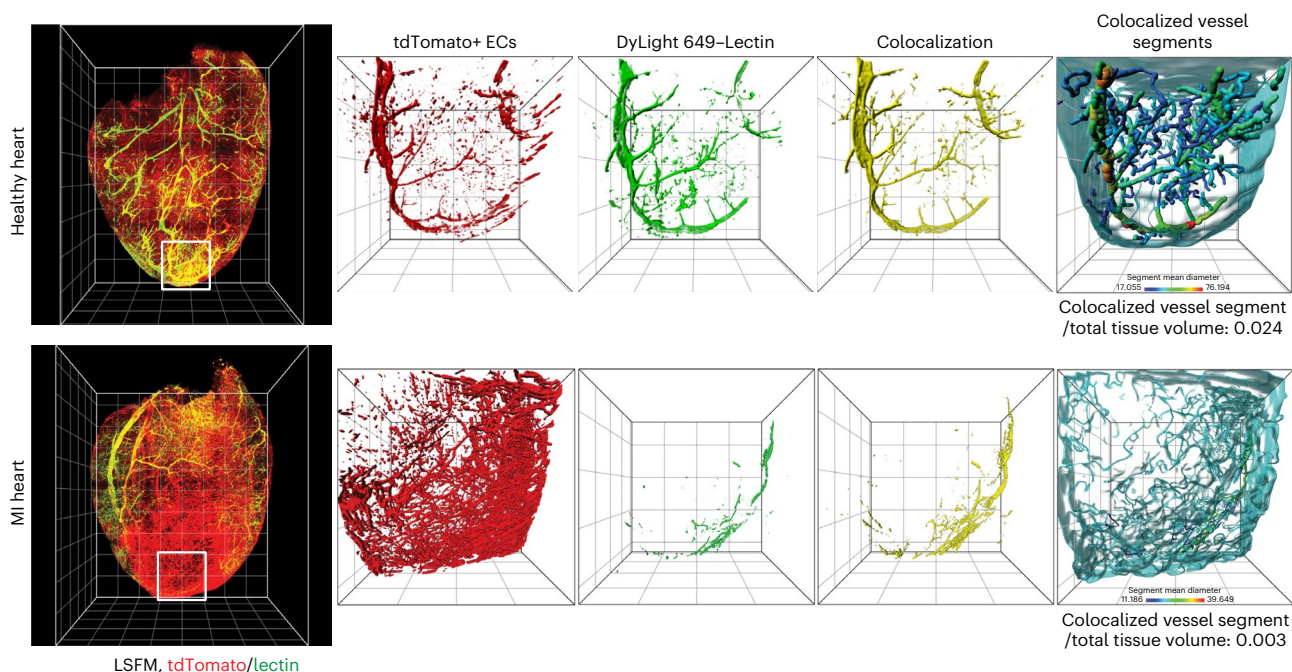 tdTomato+ ECs
DyLight 649–Lectin
Colocalization
Colocalized vessel
segments
Healthy heart
Segment mean diameter
17.055 76.194
Colocalized vessel segment
/total tissue volume: 0.024
MI heart
Segment mean diameter
11.186 39.649
Colocalized vessel segment
/total tissue volume: 0.003
LSFM, tdTomato/lectin